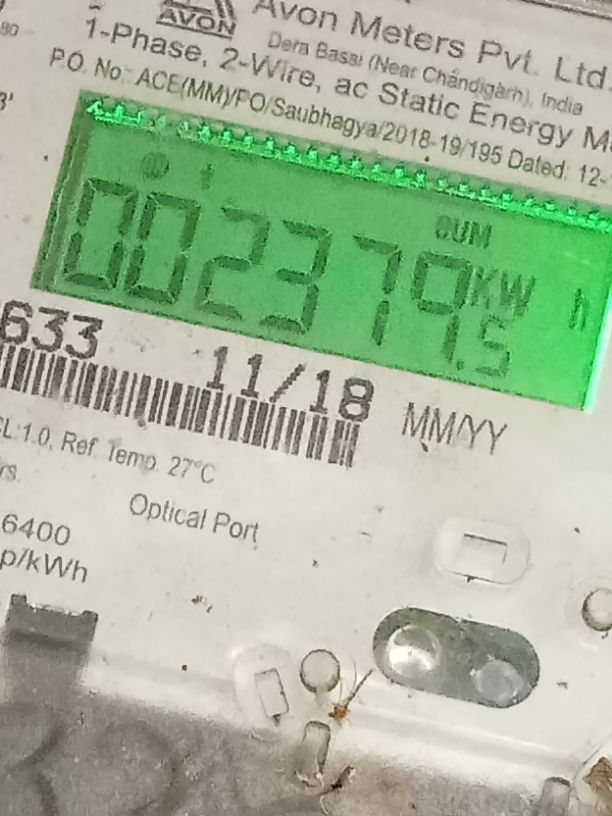 AVON
Avon Meters Pvt. Ltd.
Dera Bassi (Near Chandigarh), India
1-Phase, 2-Wire, ac Static Energy M
P.O. No.: ACE(MM)/PO/Saubhagya/2018-19/195 Dated: 12-
CUM
002379.5 KW h
633 11/18 MM/YY
CL:1.0, Ref. Temp. 27°C
rs.
Optical Port
6400
p/kWh